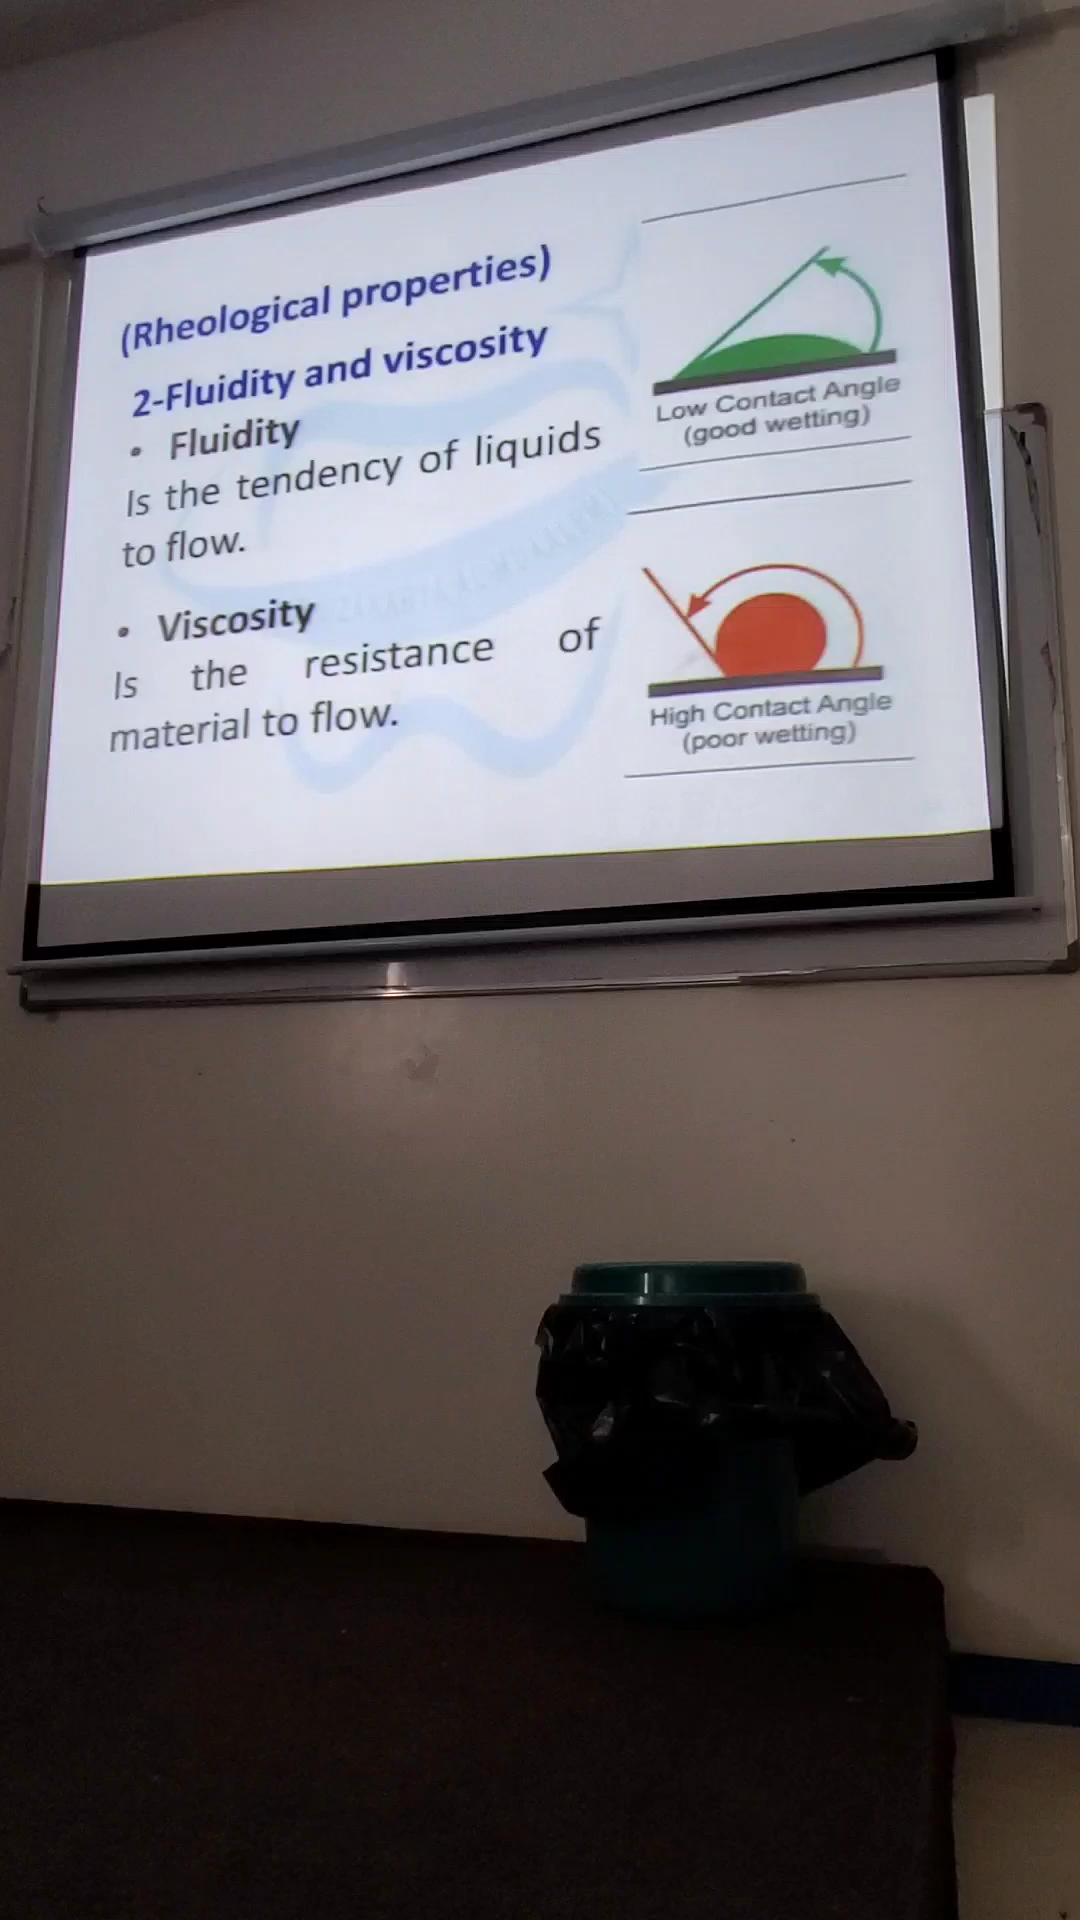 (Rheological properties)
2-Fluidity and viscosity
• Fluidity
Is the tendency of liquids
to flow.
• Viscosity
Is the resistance of
material to flow.
Low Contact Angle
(good wetting)
High Contact Angle
(poor wetting)